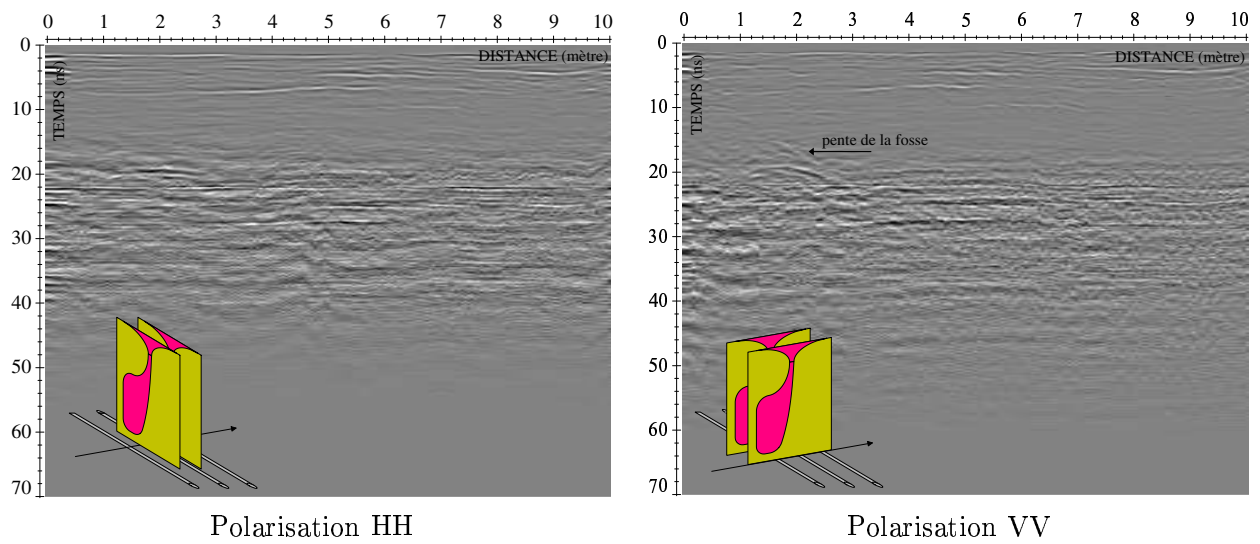 0 1 2 3 4 5 6 7 8 9 10
DISTANCE (mètre)
TEMPS (ns)
0
10
20
30
40
50
60
70
Polarisation HH
0 1 2 3 4 5 6 7 8 9 10
DISTANCE (mètre)
TEMPS (ns)
pente de la fosse
0
10
20
30
40
50
60
70
Polarisation VV